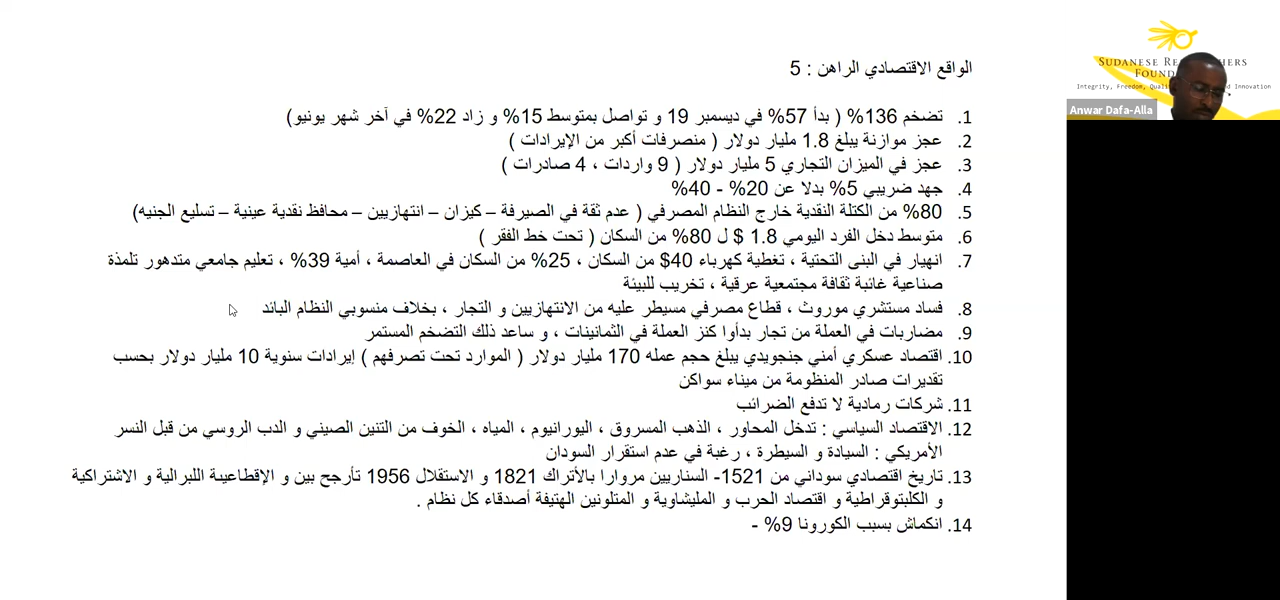 SUDANESE RE HERS
FOUND
Integrity, Freedom, Qual d Innovation
Anwar Dafa-Alla
الواقع الاقتصادي الراهن : 5
1. تضخم 136% ( بدأ 57% في ديسمبر 19 و تواصل بمتوسط 15% و زاد 22% في آخر شهر يونيو)
2. عجز موازنة يبلغ 1.8 مليار دولار ( منصرفات أكبر من الإيرادات )
3. عجز في الميزان التجاري 5 مليار دولار ( 9 واردات ، 4 صادرات )
4. جهد ضريبي 5% بدلا عن 20% - 40%
5. 80% من الكتلة النقدية خارج النظام المصرفي ( عدم ثقة في الصيرفة – كيزان – انتهازيين – محافظ نقدية عينية – تسليع الجنيه)
6. متوسط دخل الفرد اليومي 1.8 $ ل 80% من السكان ( تحت خط الفقر )
7. انهيار في البنى التحتية ، تغطية كهرباء 40$ من السكان ، 25% من السكان في العاصمة ، أمية 39% ، تعليم جامعي متدهور تلمذة
صناعية غائبة ثقافة مجتمعية عرقية ، تخريب للبيئة
8. فساد مستشري موروث ، قطاع مصرفي مسيطر عليه من الانتهازيين و التجار ، بخلاف منسوبي النظام البائد
9. مضاربات في العملة من تجار بدأوا كنز العملة في الثمانينات ، و ساعد ذلك التضخم المستمر
10. اقتصاد عسكري أمني جنجويدي يبلغ حجم عمله 170 مليار دولار ( الموارد تحت تصرفهم ) إيرادات سنوية 10 مليار دولار بحسب
تقديرات صادر المنظومة من ميناء سواكن
11. شركات رمادية لا تدفع الضرائب
12. الاقتصاد السياسي : تدخل المحاور ، الذهب المسروق ، اليورانيوم ، المياه ، الخوف من التنين الصيني و الدب الروسي من قبل النسر
الأمريكي : السيادة و السيطرة ، رغبة في عدم استقرار السودان
13. تاريخ اقتصادي سوداني من 1521- السناريين مروارا بالأتراك 1821 و الاستقلال 1956 تأرجح بين و الإقطاعيىة اللبرالية و الاشتراكية
و الكلبتوقراطية و اقتصاد الحرب و المليشاوية و المتلونين الهتيفة أصدقاء كل نظام .
14. انكماش بسبب الكورونا 9% -